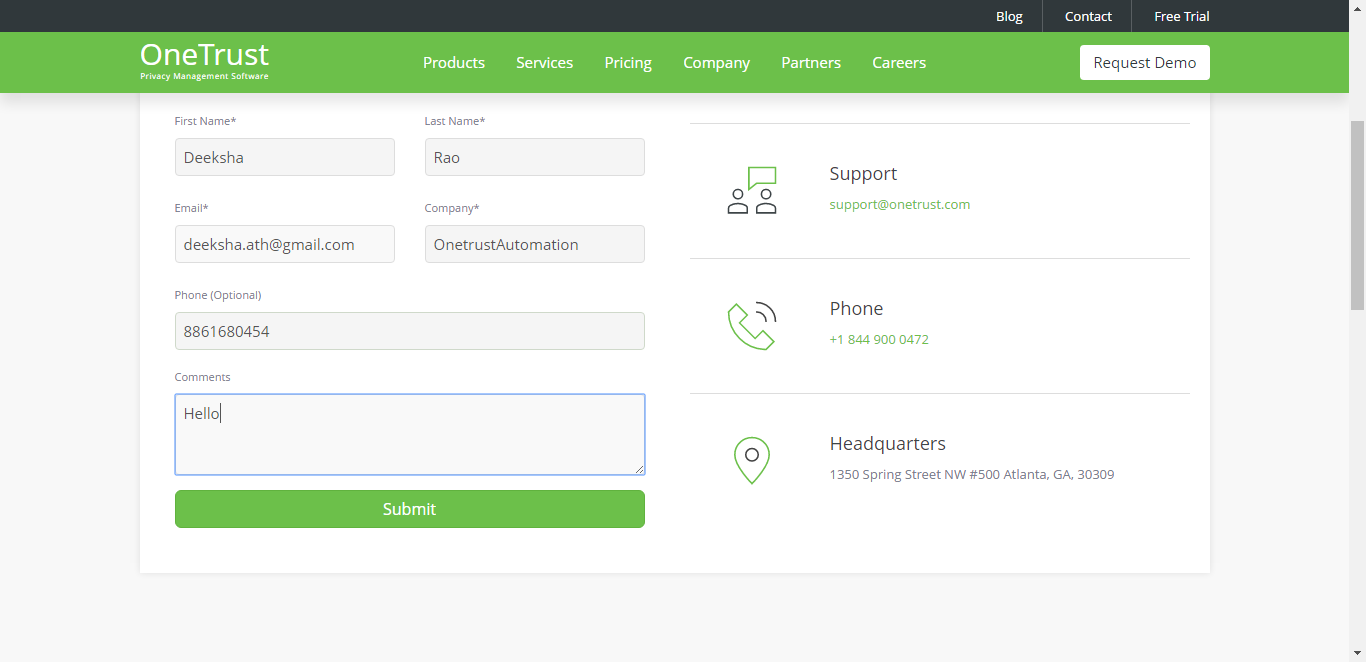 Blog Contact Free Trial
OneTrust
Privacy Management Software
Products Services Pricing Company Partners Careers
Request Demo
First Name* Last Name*
Deeksha Rao
Email* Company*
deeksha.ath@gmail.com OnetrustAutomation
Phone (Optional)
8861680454
Comments
Hello
Submit
Support
support@onetrust.com
Phone
+1 844 900 0472
Headquarters
1350 Spring Street NW #500 Atlanta, GA, 30309